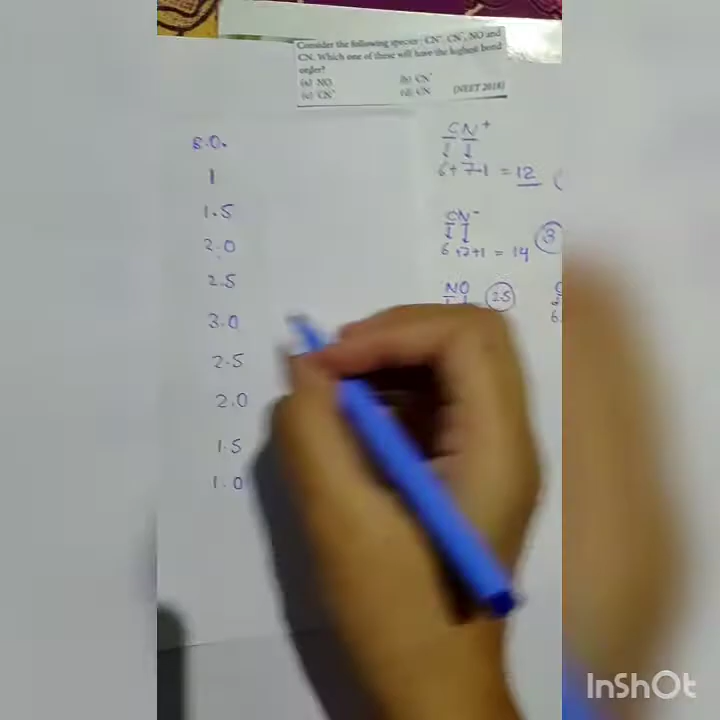 Consider the following species : CN⁺, CN⁻, NO and
CN. Which one of these will have the highest bond
order?
(a) NO (b) CN⁻
(c) CN⁺ (d) CN (NEET 2018)
B.O.
1
1.5
2.0
2.5
3.0
2.5
2.0
1.5
1.0
CN⁺
6+7-1 = 12 (
CN⁻
6+7+1 = 14 3
NO 2.5
6
InShOt